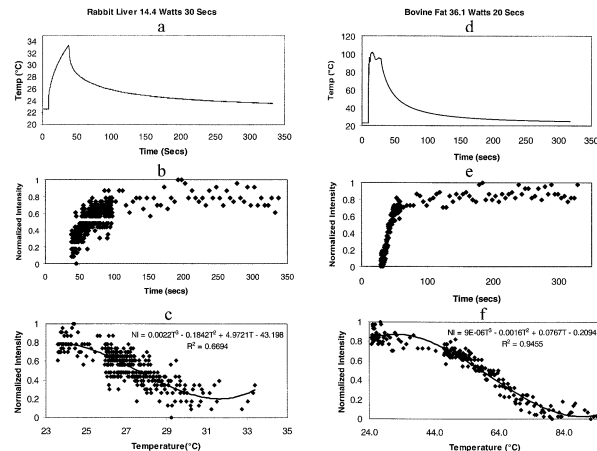 Rabbit Liver 14.4 Watts 30 Secs
a
Temp (°C)
34
32
30
28
26
24
22
20
0 50 100 150 200 250 300 350
Time (Secs)
b
Normalized Intensity
1
0.8
0.6
0.4
0.2
0
0 50 100 150 200 250 300 350
Time (secs)
c
Normalized Intensity
NI = 0.0022T³ - 0.1842T² + 4.9721T - 43.198
R² = 0.6694
1
0.8
0.6
0.4
0.2
0
23 25 27 29 31 33 35
Temperature(°C)
Bovine Fat 36.1 Watts 20 Secs
d
Temp (°C)
120
100
80
60
40
20
0 50 100 150 200 250 300 350
Time (secs)
e
Normalized Intensity
1
0.8
0.6
0.4
0.2
0
0 100 200 300
Time (secs)
f
Normalized Intensity
NI = 9E-06T³ - 0.0016T² + 0.0767T - 0.2094
R² = 0.9455
1
0.8
0.6
0.4
0.2
0
24.0 44.0 64.0 84.0
Temperature (°C)